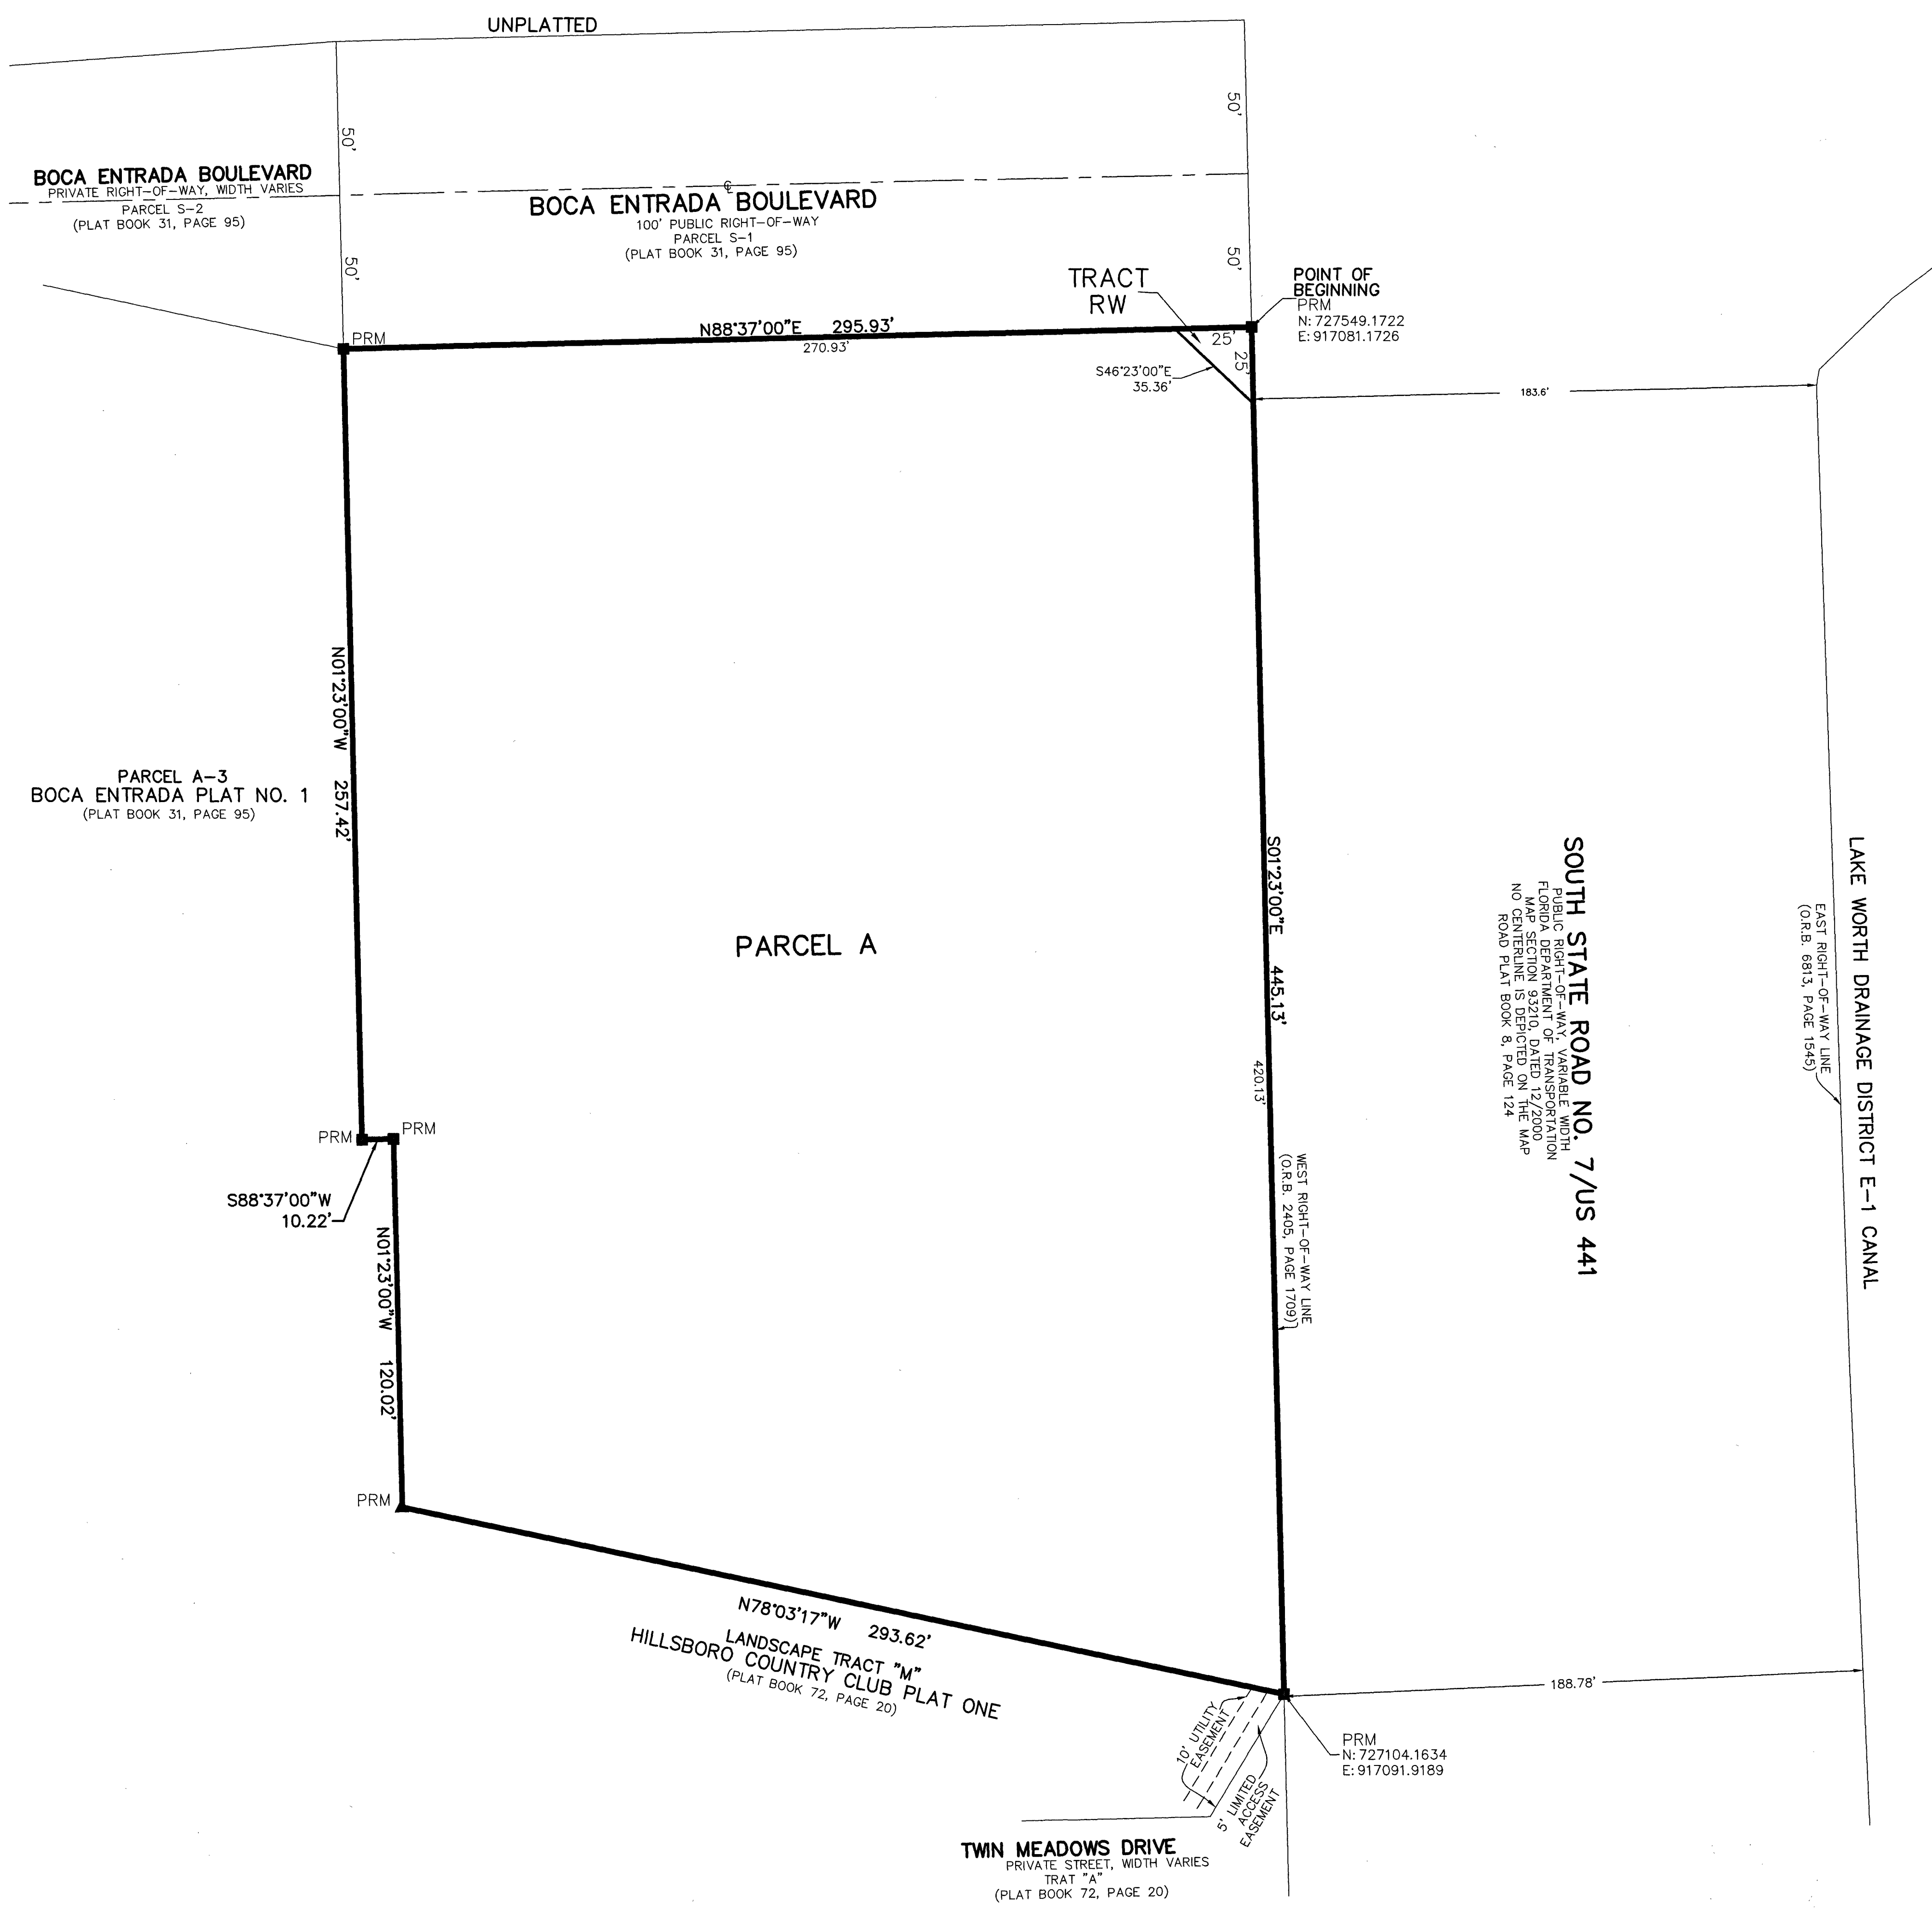 UNPLATTED
50'
50'
BOCA ENTRADA BOULEVARD
PRIVATE RIGHT-OF-WAY, WIDTH VARIES
PARCEL S-2
(PLAT BOOK 31, PAGE 95)
℄
BOCA ENTRADA BOULEVARD
100' PUBLIC RIGHT-OF-WAY
PARCEL S-1
(PLAT BOOK 31, PAGE 95)
50'
50'
TRACT
RW
POINT OF
BEGINNING
PRM
N: 727549.1722
E: 917081.1726
PRM
N88°37'00"E 295.93'
270.93'
25'
25'
S46°23'00"E
35.36'
183.6'
N01°23'00"W 257.42'
PARCEL A-3
BOCA ENTRADA PLAT NO. 1
(PLAT BOOK 31, PAGE 95)
PARCEL A
S01°23'00"E 445.13'
420.13'
WEST RIGHT-OF-WAY LINE
(O.R.B. 2405, PAGE 1709)
SOUTH STATE ROAD NO. 7/US 441
PUBLIC RIGHT-OF-WAY, VARIABLE WIDTH
FLORIDA DEPARTMENT OF TRANSPORTATION
MAP SECTION 93210, DATED 12/2000
NO CENTERLINE IS DEPICTED ON THE MAP
ROAD PLAT BOOK 8, PAGE 124
LAKE WORTH DRAINAGE DISTRICT E-1 CANAL
EAST RIGHT-OF-WAY LINE
(O.R.B. 6813, PAGE 1545)
PRM
PRM
S88°37'00"W
10.22'
N01°23'00"W 120.02'
PRM
N78°03'17"W 293.62'
LANDSCAPE TRACT "M"
HILLSBORO COUNTRY CLUB PLAT ONE
(PLAT BOOK 72, PAGE 20)
188.78'
10' UTILITY
EASEMENT
5' LIMITED
ACCESS
EASEMENT
PRM
N: 727104.1634
E: 917091.9189
TWIN MEADOWS DRIVE
PRIVATE STREET, WIDTH VARIES
TRAT "A"
(PLAT BOOK 72, PAGE 20)